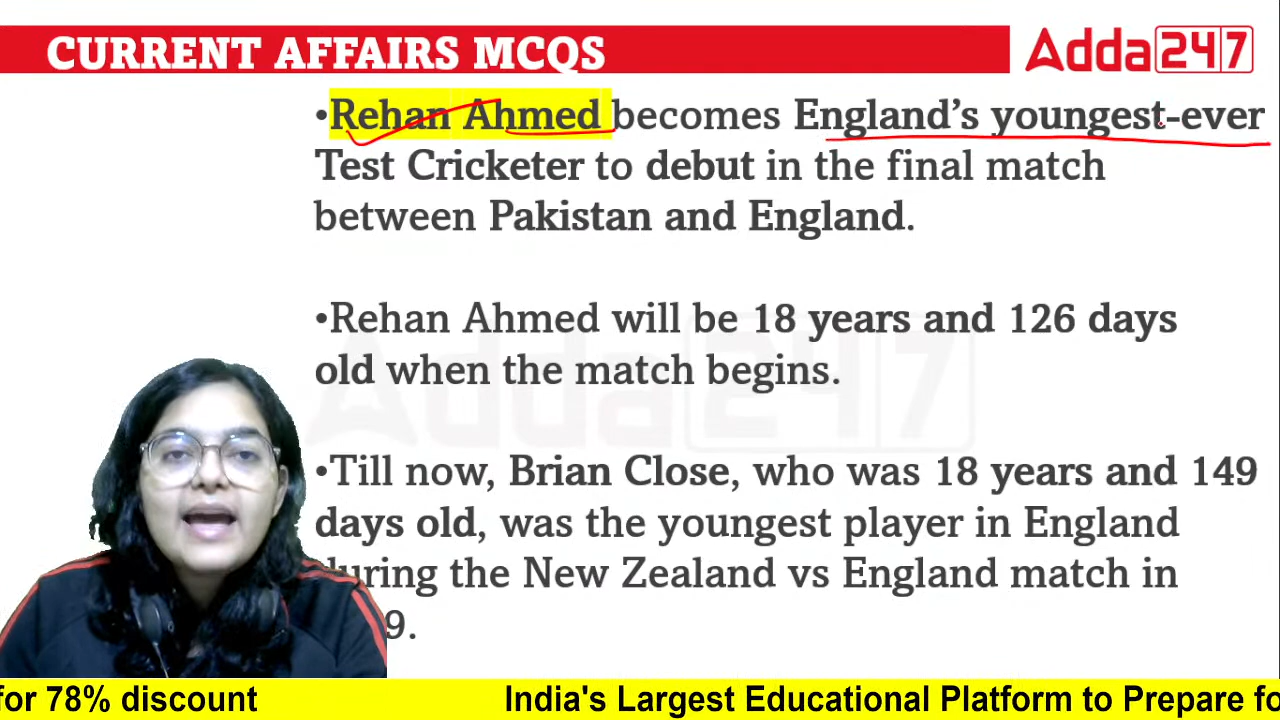 CURRENT AFFAIRS MCQS
Adda247
•Rehan Ahmed becomes England's youngest-ever
Test Cricketer to debut in the final match
between Pakistan and England.
•Rehan Ahmed will be 18 years and 126 days
old when the match begins.
•Till now, Brian Close, who was 18 years and 149
days old, was the youngest player in England
during the New Zealand vs England match in
9.
Adda247
for 78% discount
India's Largest Educational Platform to Prepare fo